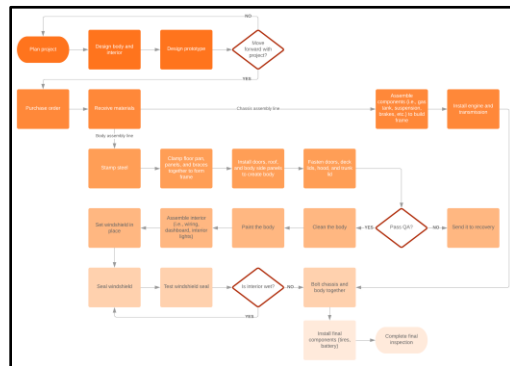 NO
Plan project
Design body and
interior
Design prototype
Move
forward with
project?
YES
Purchase order
Receive materials
Chassis assembly line
Assemble
components (i.e., gas
tank, suspension,
brakes, etc.) to build
frame
Install engine and
transmission
Body assembly line
Stamp steel
Clamp floor pan,
panels, and braces
together to form
frame
Install doors, roof,
and body side panels
to create body
Fasten doors, deck
lids, hood, and
Set windshield in
place
Assemble interior
(i.e., wiring,
dashboard, interior
lights)
Paint the body
Clean the body
YES
Pass QA?
NO
Send it to recovery
Seal windshield
Test windshield seal
Is interior wet?
NO
Bolt chassis and
body together
YES
Install final
components (tires,
battery)
Complete final
inspection